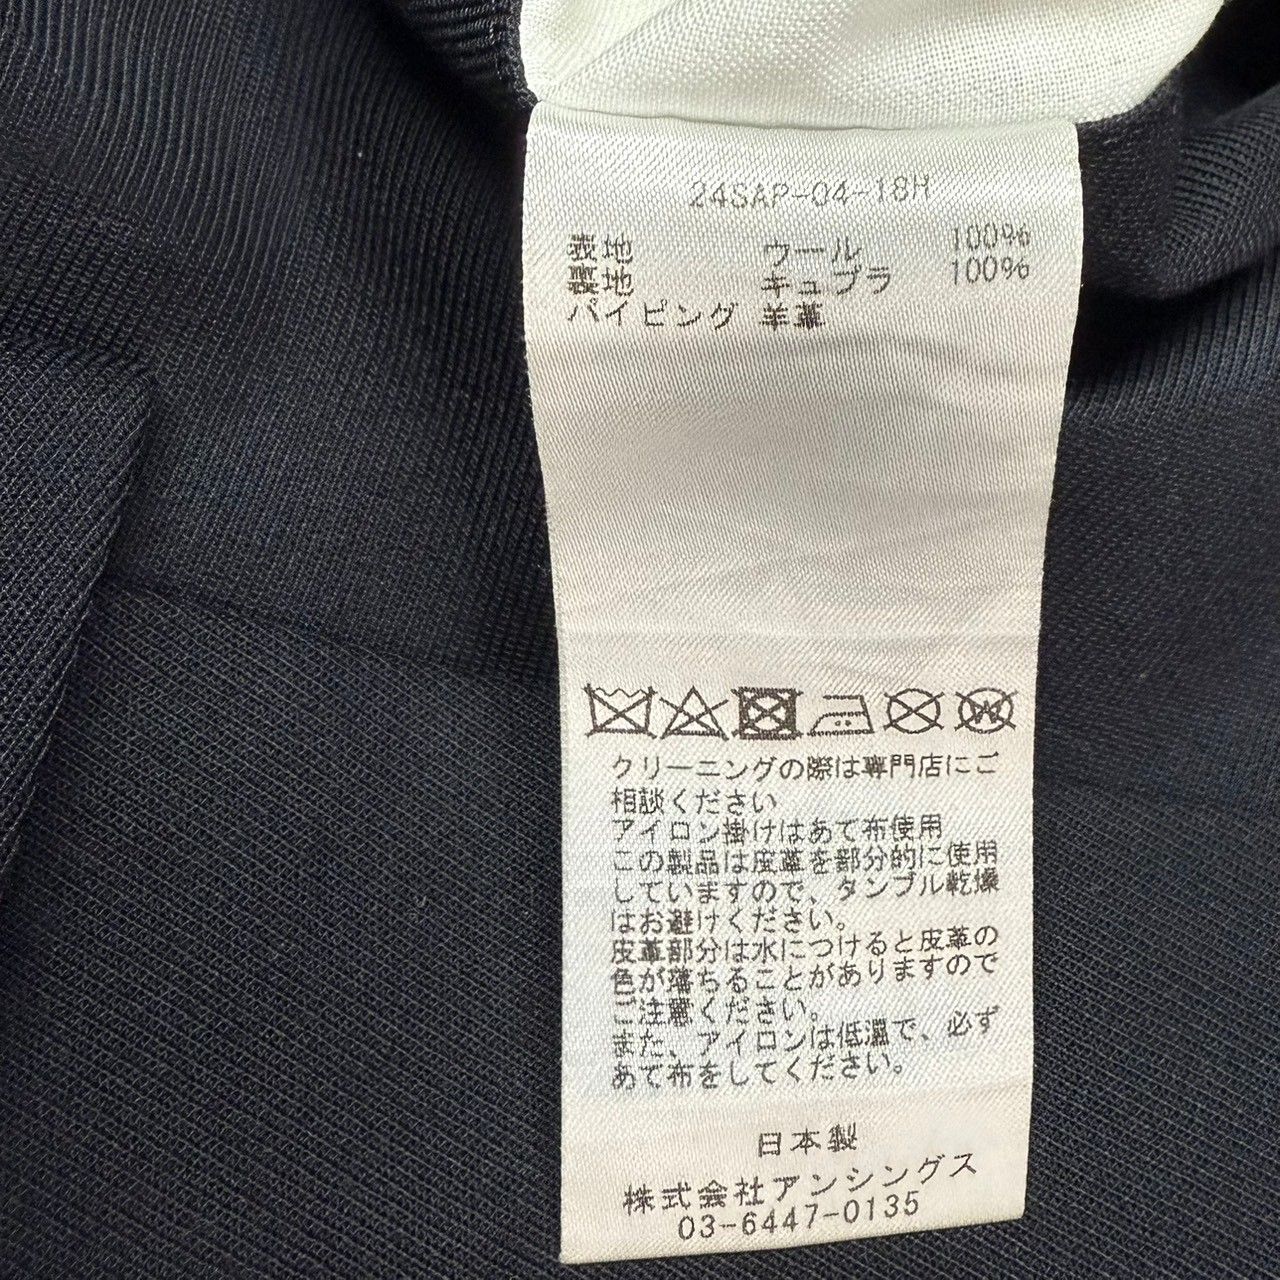 24SAP-04-18H
表地 ウール 100%
裏地 キュプラ 100%
パイピング 羊革
W
クリーニングの際は専門店にご
相談ください
アイロン掛けはあて布使用
この製品は皮革を部分的に使用
していますので、タンブル乾燥
はお避けください。
皮革部分は水につけると皮革の
色が落ちることがありますので
ご注意ください。
また、アイロンは低温で、必ず
あて布をしてください。
日本製
株式会社アンシングス
03-6447-0135